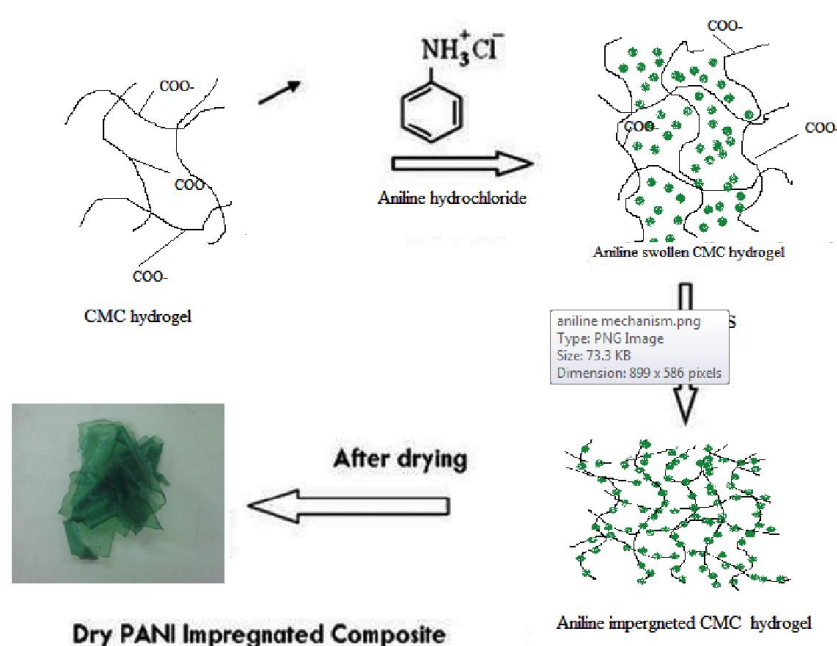 COO-
COO-
COO
COO-
CMC hydrogel
NH₃⁺Cl⁻
Aniline hydrochloride
COO-
COO-
COO-
Aniline swollen CMC hydrogel
S
aniline mechanism.png
Type: PNG Image
Size: 73.3 KB
Dimension: 899 x 586 pixels
Aniline impergneted CMC hydrogel
After drying
Dry PANI Impregnated Composite